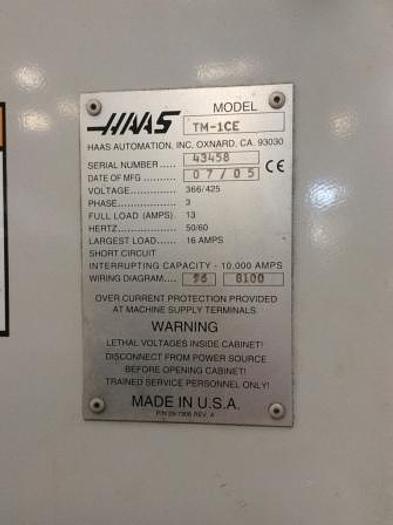 HAAS
MODEL
TM-1CE
HAAS AUTOMATION, INC. OXNARD, CA. 93030
SERIAL NUMBER ..... 43458
DATE OF MFG .......... 07/05 CE
VOLTAGE.................. 366/425
PHASE...................... 3
FULL LOAD (AMPS) 13
HERTZ...................... 50/60
LARGEST LOAD...... 16 AMPS
SHORT CIRCUIT
INTERRUPTING CAPACITY - 10,000 AMPS
WIRING DIAGRAM.... 96 8100
OVER CURRENT PROTECTION PROVIDED
AT MACHINE SUPPLY TERMINALS
WARNING
LETHAL VOLTAGES INSIDE CABINET!
DISCONNECT FROM POWER SOURCE
BEFORE OPENING CABINET!
TRAINED SERVICE PERSONNEL ONLY!
MADE IN U.S.A.
REV. A